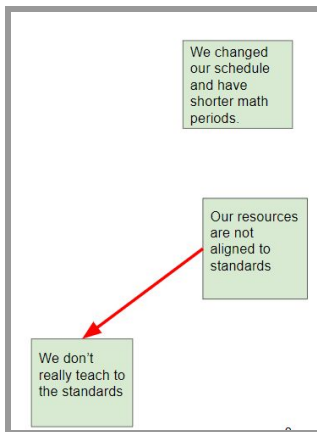 We changed
our schedule
and have
shorter math
periods.
Our resources
are not
aligned to
standards
We don't
really teach to
the standards